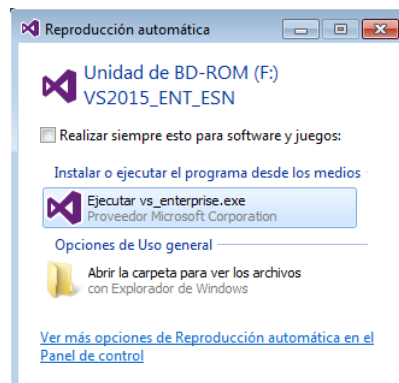 Reproducción automática
Unidad de BD-ROM (F:)
VS2015_ENT_ESN
Realizar siempre esto para software y juegos:
Instalar o ejecutar el programa desde los medios
Ejecutar vs_enterprise.exe
Proveedor Microsoft Corporation
Opciones de Uso general
Abrir la carpeta para ver los archivos
con Explorador de Windows
Ver más opciones de Reproducción automática en el
Panel de control